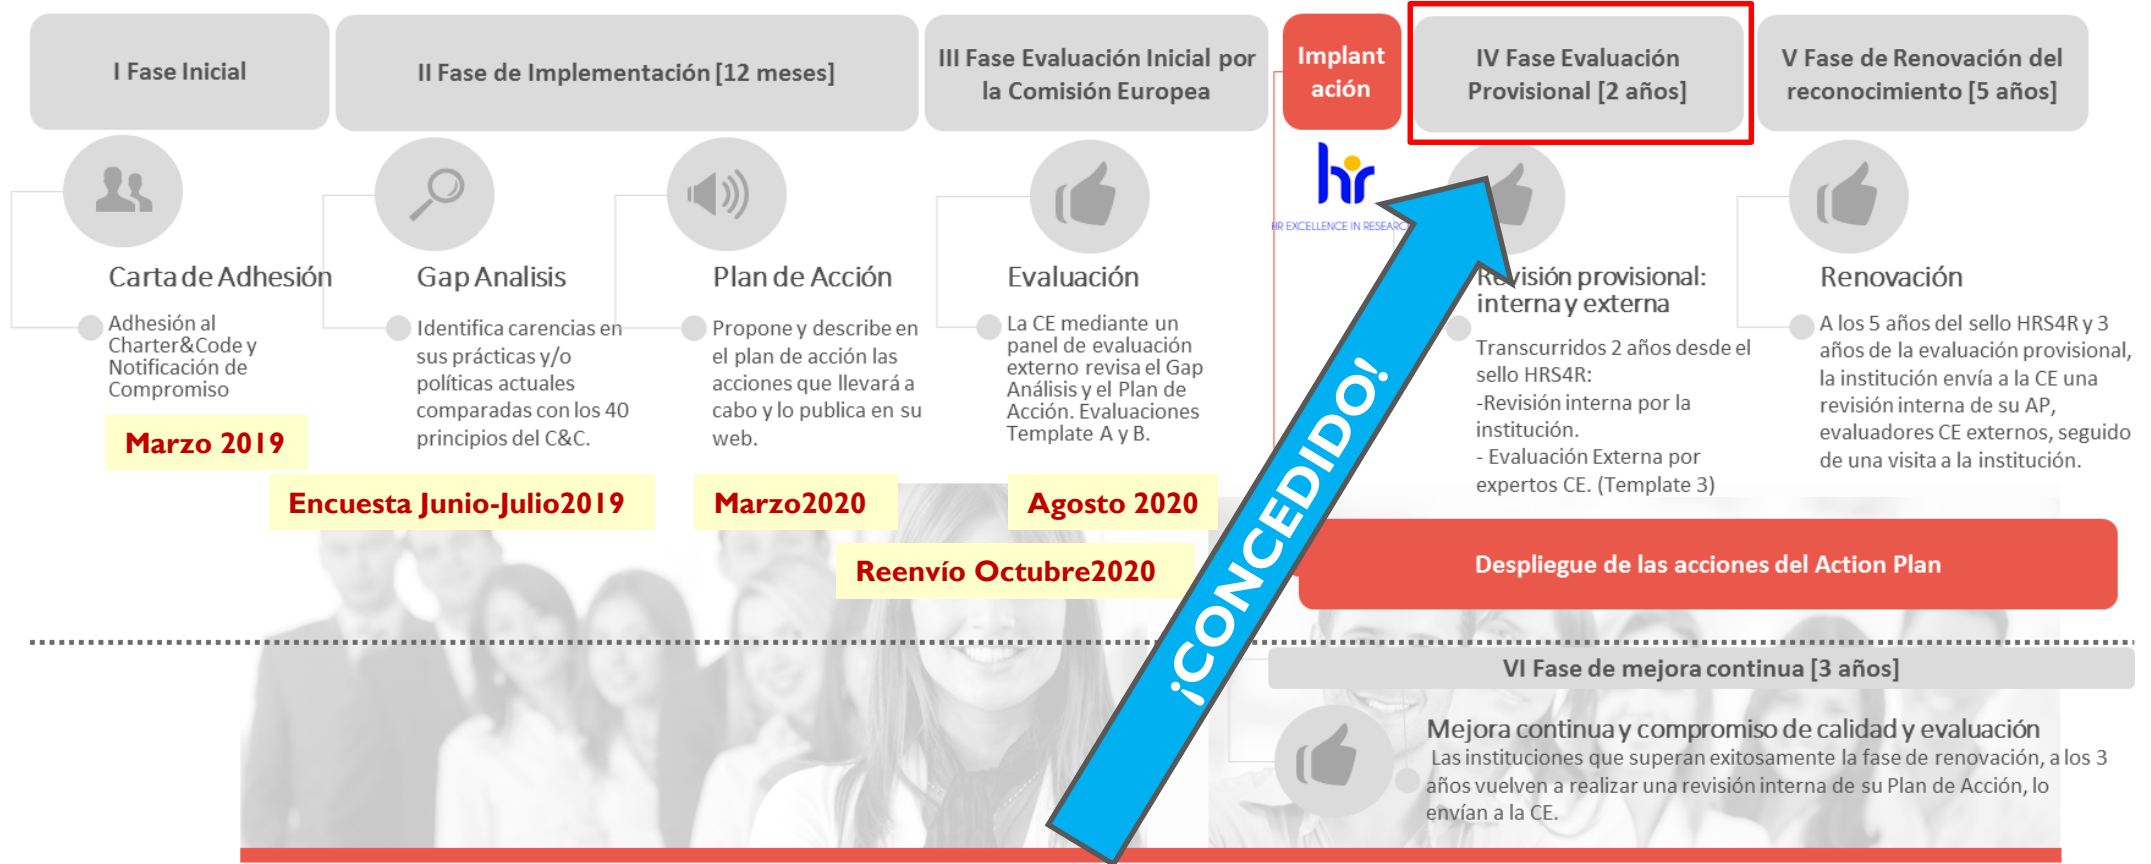 I Fase Inicial
II Fase de Implementación [12 meses]
III Fase Evaluación Inicial por
la Comisión Europea
Implant
ación
IV Fase Evaluación
Provisional [2 años]
V Fase de Renovación del
reconocimiento [5 años]
hr
HR EXCELLENCE IN RESEARC
Carta de Adhesión
Adhesión al
Charter&Code y
Notificación de
Compromiso
Marzo 2019
Gap Analisis
Identifica carencias en
sus prácticas y/o
políticas actuales
comparadas con los 40
principios del C&C.
Encuesta Junio-Julio2019
Plan de Acción
Propone y describe en
el plan de acción las
acciones que llevará a
cabo y lo publica en su
web.
Marzo2020
Evaluación
La CE mediante un
panel de evaluación
externo revisa el Gap
Análisis y el Plan de
Acción. Evaluaciones
Template A y B.
Agosto 2020
Reenvío Octubre2020
¡CONCEDIDO!
Revisión provisional:
interna y externa
Transcurridos 2 años desde el
sello HRS4R:
-Revisión interna por la
institución.
- Evaluación Externa por
expertos CE. (Template 3)
Renovación
A los 5 años del sello HRS4R y 3
años de la evaluación provisional,
la institución envía a la CE una
revisión interna de su AP,
evaluadores CE externos, seguido
de una visita a la institución.
Despliegue de las acciones del Action Plan
VI Fase de mejora continua [3 años]
Mejora continua y compromiso de calidad y evaluación
Las instituciones que superan exitosamente la fase de renovación, a los 3
años vuelven a realizar una revisión interna de su Plan de Acción, lo
envían a la CE.